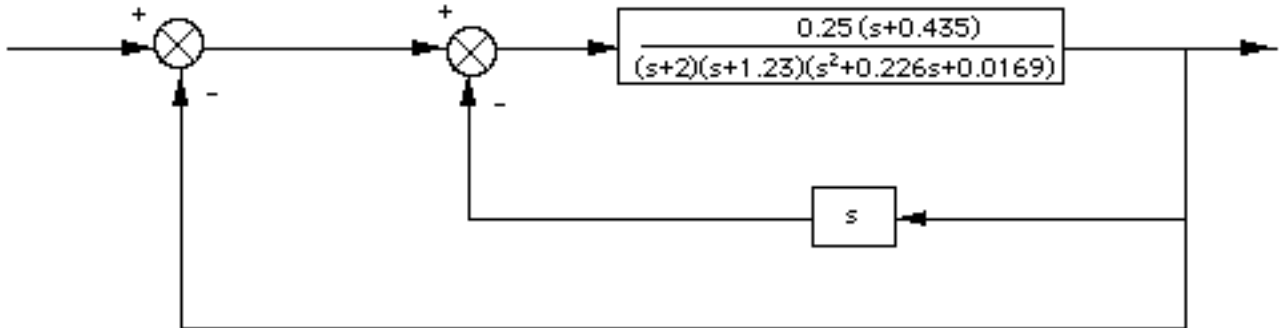 +
+
0.25 (s+0.435)
(s+2)(s+1.23)(s²+0.226s+0.0169)
-
-
s